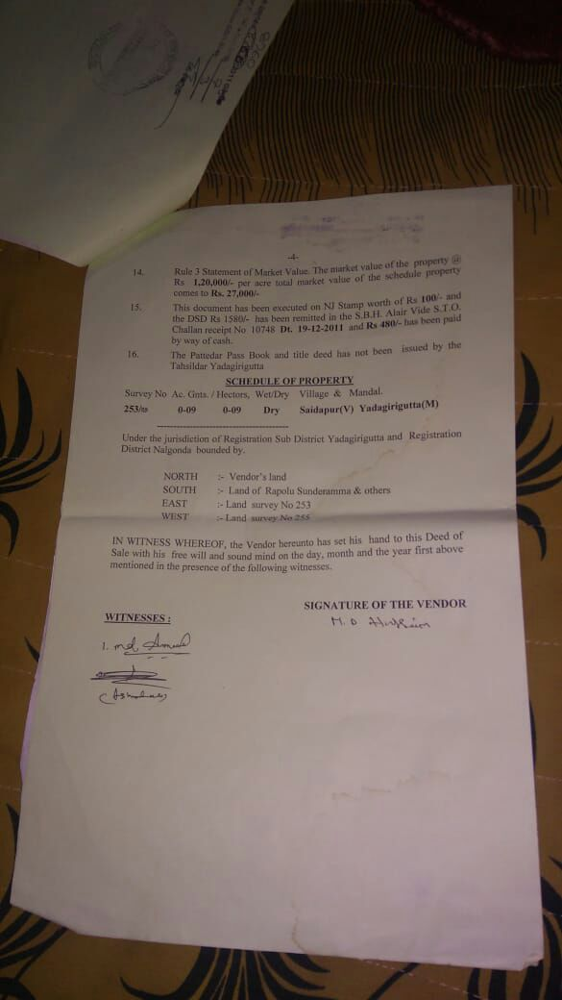 -4-
14. Rule 3 Statement of Market Value. The market value of the property @
Rs 1,20,000/- per acre total market value of the schedule property
comes to Rs. 27,000/-
15. This document has been executed on NJ Stamp worth of Rs 100/- and
the DSD Rs 1580/- has been remitted in the S.B.H. Alair Vide S.T.O.
Challan receipt No 10748 Dt. 19-12-2011 and Rs 480/- has been paid
by way of cash.
16. The Pattedar Pass Book and title deed has not been issued by the
Tahsildar Yadagirigutta
SCHEDULE OF PROPERTY
Survey No Ac. Gnts. / Hectors, Wet/Dry Village & Mandal.
253/ 0-09 0-09 Dry Saidapur(V) Yadagirigutta(M)
Under the jurisdiction of Registration Sub District Yadagirigutta and Registration
District Nalgonda bounded by.
NORTH :- Vendor's land
SOUTH :- Land of Rapolu Sunderamma & others
EAST :- Land survey No 253
WEST :- Land survey No 255
IN WITNESS WHEREOF, the Vendor hereunto has set his hand to this Deed of
Sale with his free will and sound mind on the day, month and the year first above
mentioned in the presence of the following witnesses.
SIGNATURE OF THE VENDOR
M.D
WITNESSES :
1. md